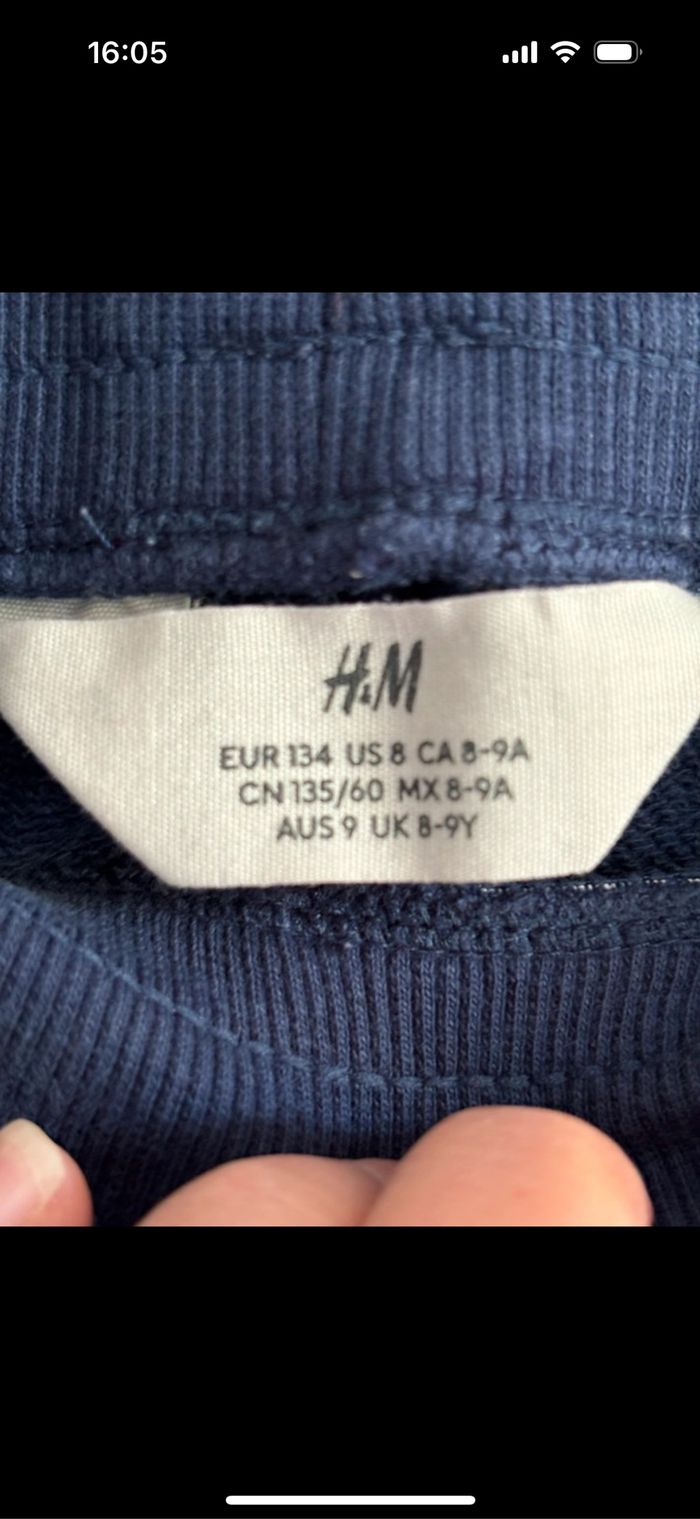 16:05
H&M
EUR 134 US 8 CA 8-9A
CN 135/60 MX 8-9A
AUS 9 UK 8-9Y